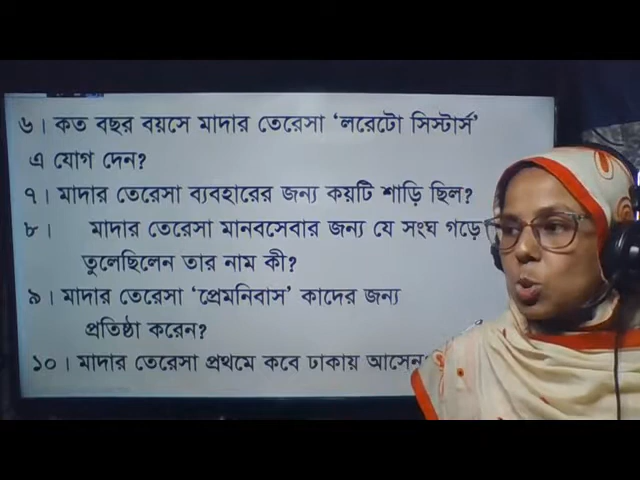 ৬। কত বছর বয়সে মাদার তেরেসা ‘লরেটো সিস্টার্স’
এ যোগ দেন?
৭। মাদার তেরেসা ব্যবহারের জন্য কয়টি শাড়ি ছিল?
৮। মাদার তেরেসা মানবসেবার জন্য যে সংঘ গড়ে
তুলেছিলেন তার নাম কী?
৯। মাদার তেরেসা ‘প্রেমনিবাস’ কাদের জন্য
প্রতিষ্ঠা করেন?
১০। মাদার তেরেসা প্রথমে কবে ঢাকায় আসেন